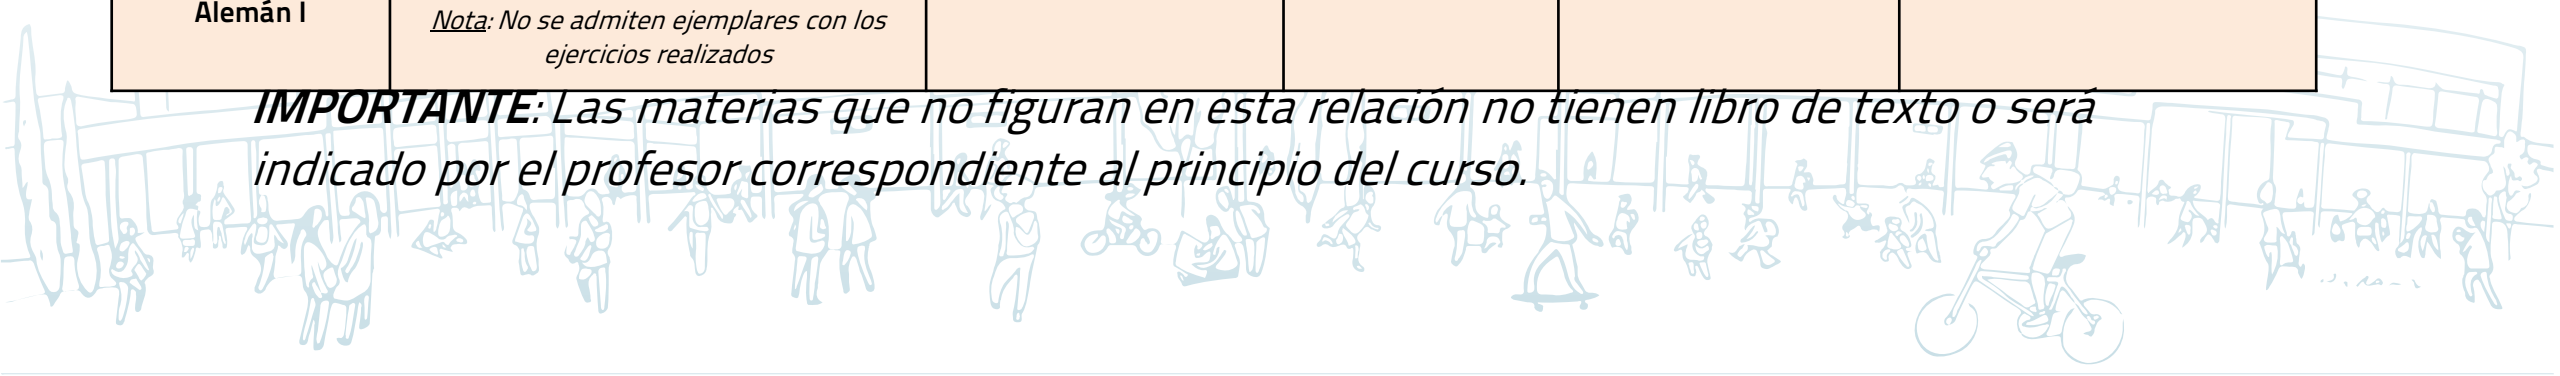 Alemán I
Nota: No se admiten ejemplares con los
ejercicios realizados
IMPORTANTE: Las materias que no figuran en esta relación no tienen libro de texto o será
indicado por el profesor correspondiente al principio del curso.